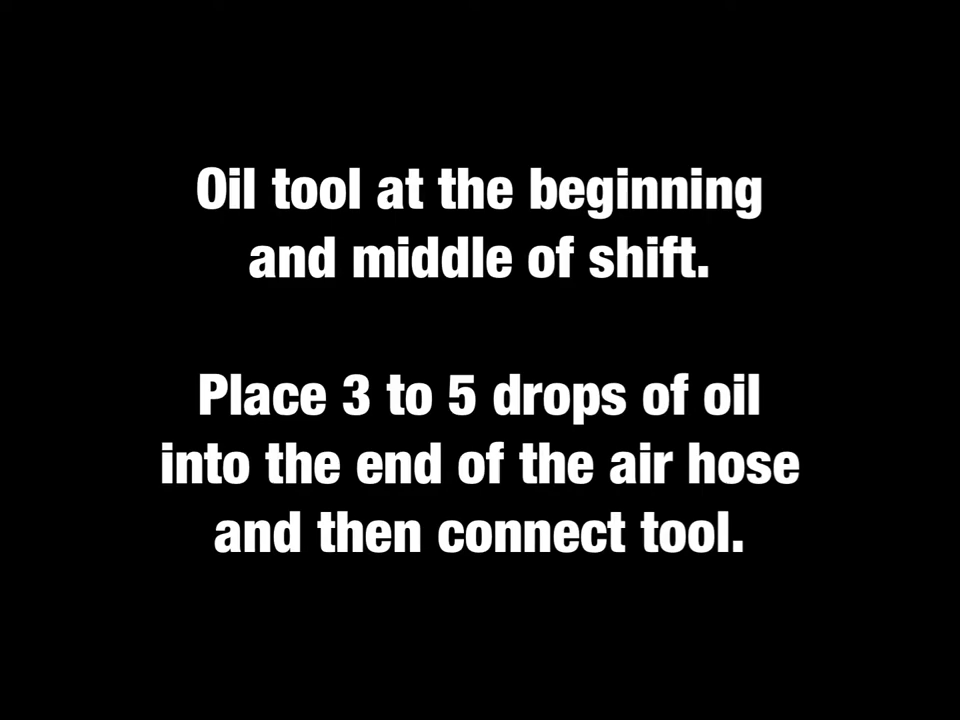 Oil tool at the beginning
and middle of shift.
Place 3 to 5 drops of oil
into the end of the air hose
and then connect tool.